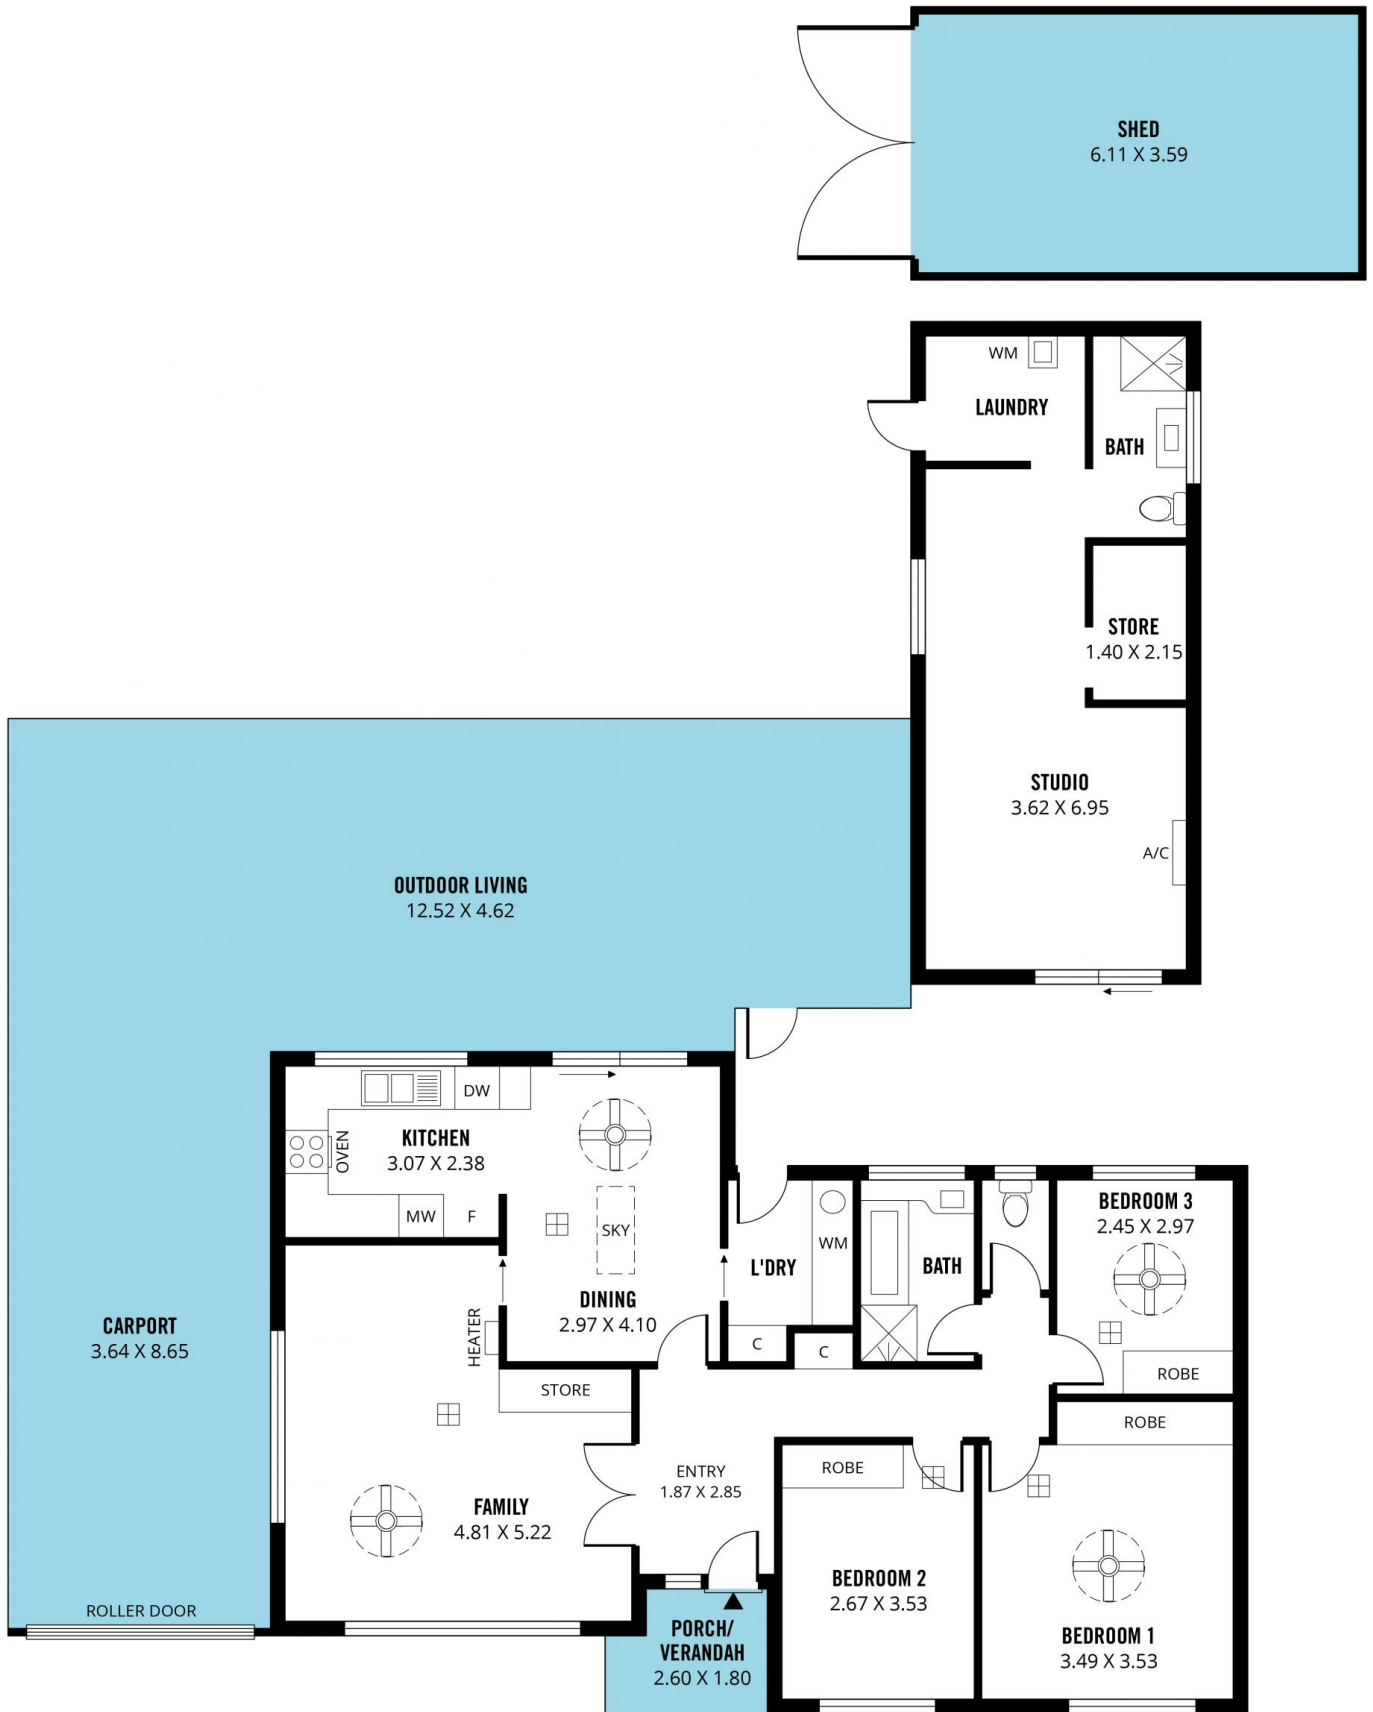 SHED
6.11 X 3.59
WM
LAUNDRY
BATH
STORE
1.40 X 2.15
STUDIO
3.62 X 6.95
A/C
OUTDOOR LIVING
12.52 X 4.62
DW
OVEN
KITCHEN
3.07 X 2.38
MW
F
SKY
DINING
2.97 X 4.10
HEATER
L'DRY
WM
C
C
BATH
BEDROOM 3
2.45 X 2.97
ROBE
CARPORT
3.64 X 8.65
STORE
ROBE
ENTRY
1.87 X 2.85
ROBE
FAMILY
4.81 X 5.22
BEDROOM 2
2.67 X 3.53
BEDROOM 1
3.49 X 3.53
ROLLER DOOR
PORCH/
VERANDAH
2.60 X 1.80